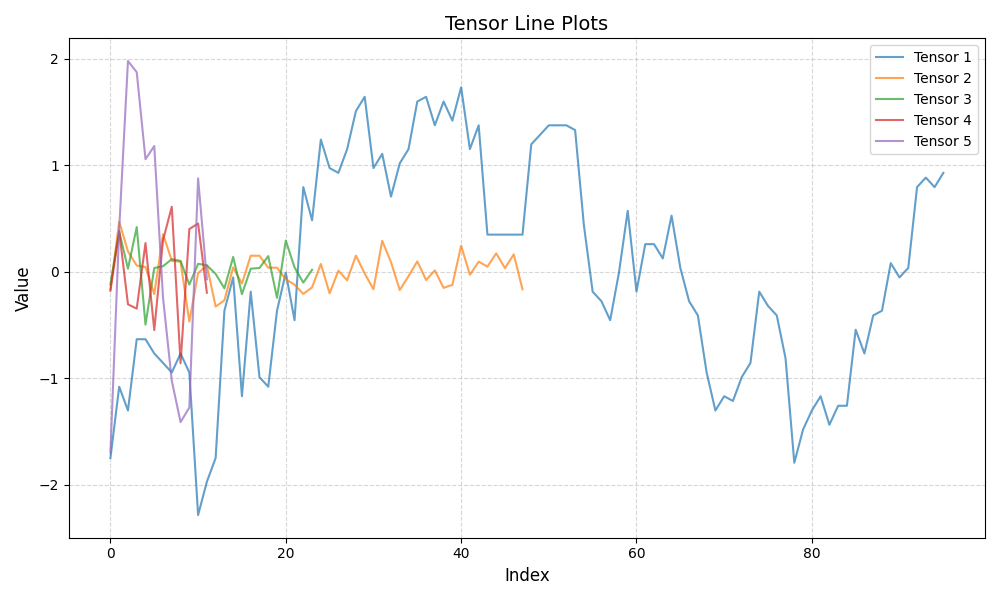 Tensor Line Plots
Tensor 1
Tensor 2
Tensor 3
Tensor 4
Tensor 5
Value
2
1
0
−1
−2
0 20 40 60 80
Index